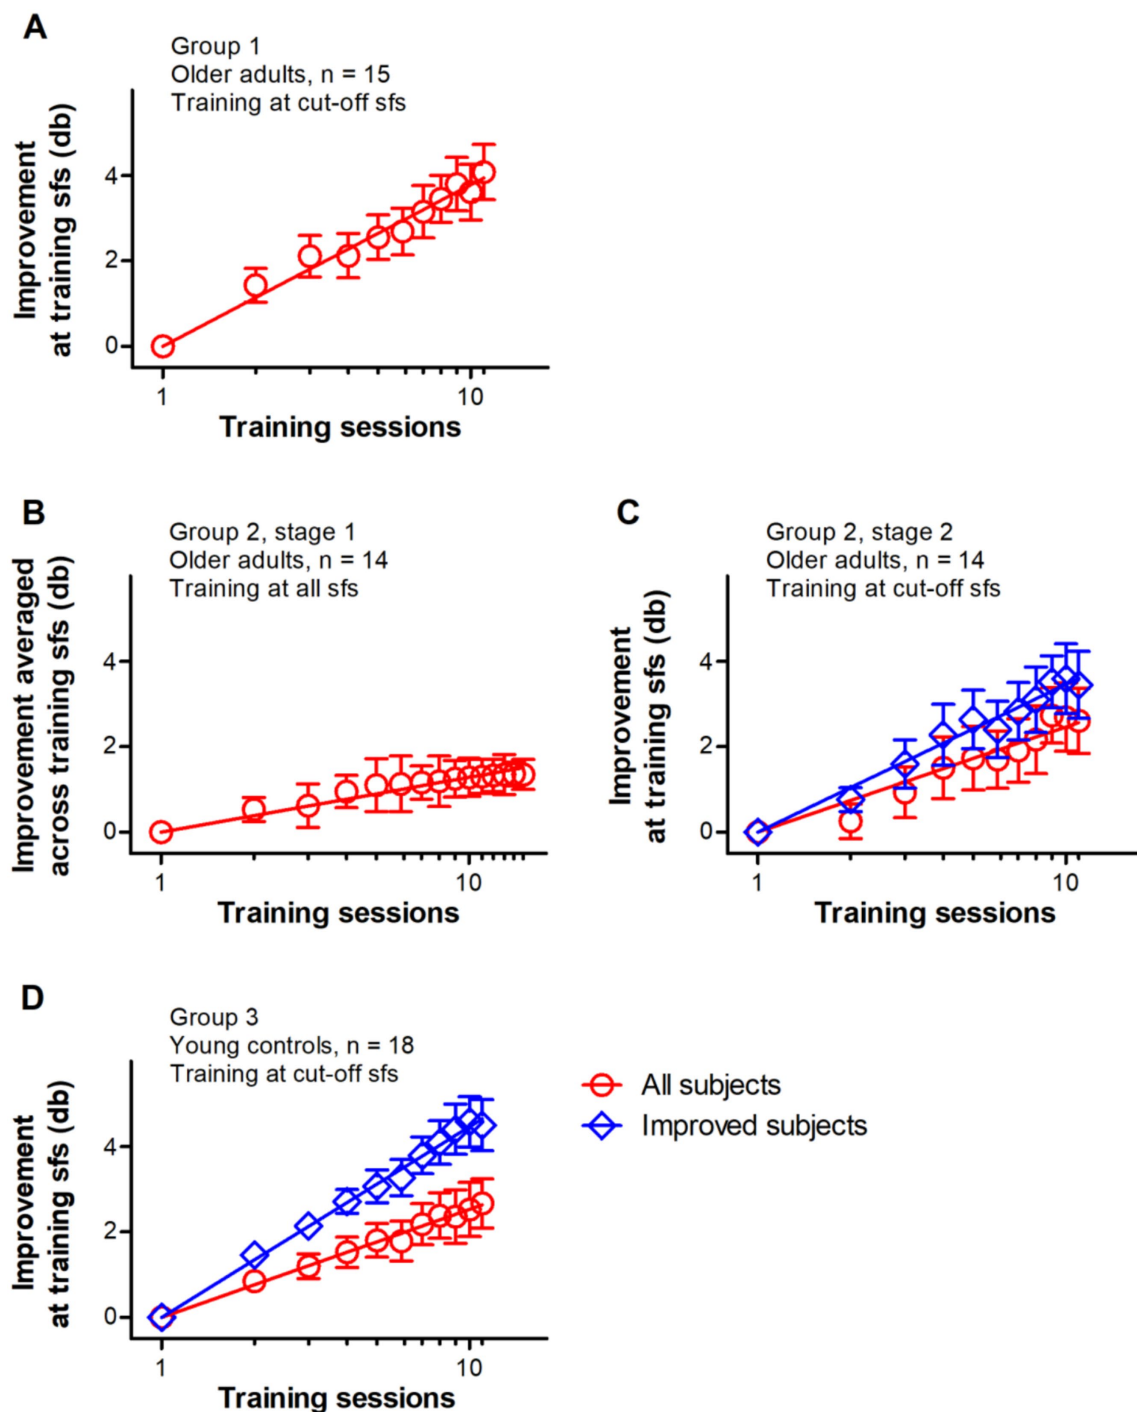 A
Group 1
Older adults, n = 15
Training at cut-off sfs
Improvement
at training sfs (db)
4
2
0
1
10
Training sessions
B
Group 2, stage 1
Older adults, n = 14
Training at all sfs
Improvement averaged
across training sfs (db)
4
2
0
1
10
Training sessions
C
Group 2, stage 2
Older adults, n = 14
Training at cut-off sfs
Improvement
at training sfs (db)
4
2
0
1
10
Training sessions
D
Group 3
Young controls, n = 18
Training at cut-off sfs
Improvement
at training sfs (db)
4
2
0
1
10
Training sessions
All subjects
Improved subjects